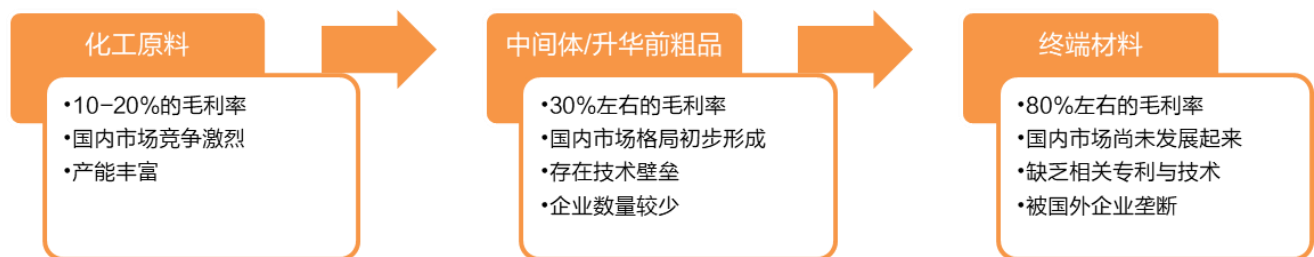 化工原料
•10-20%的毛利率
•国内市场竞争激烈
•产能丰富
中间体/升华前粗品
•30%左右的毛利率
•国内市场格局初步形成
•存在技术壁垒
•企业数量较少
终端材料
•80%左右的毛利率
•国内市场尚未发展起来
•缺乏相关专利与技术
•被国外企业垄断